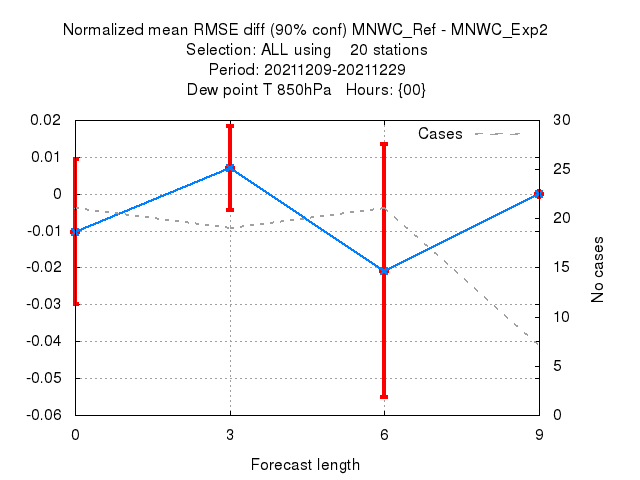 Normalized mean RMSE diff (90% conf) MNWC_Ref - MNWC_Exp2
Selection: ALL using    20 stations
Period: 20211209-20211229
Dew point T 850hPa   Hours: {00}
Cases
0.02
0.01
0
-0.01
-0.02
-0.03
-0.04
-0.05
-0.06
30
25
20
15
10
5
0
No cases
0
3
6
9
Forecast length